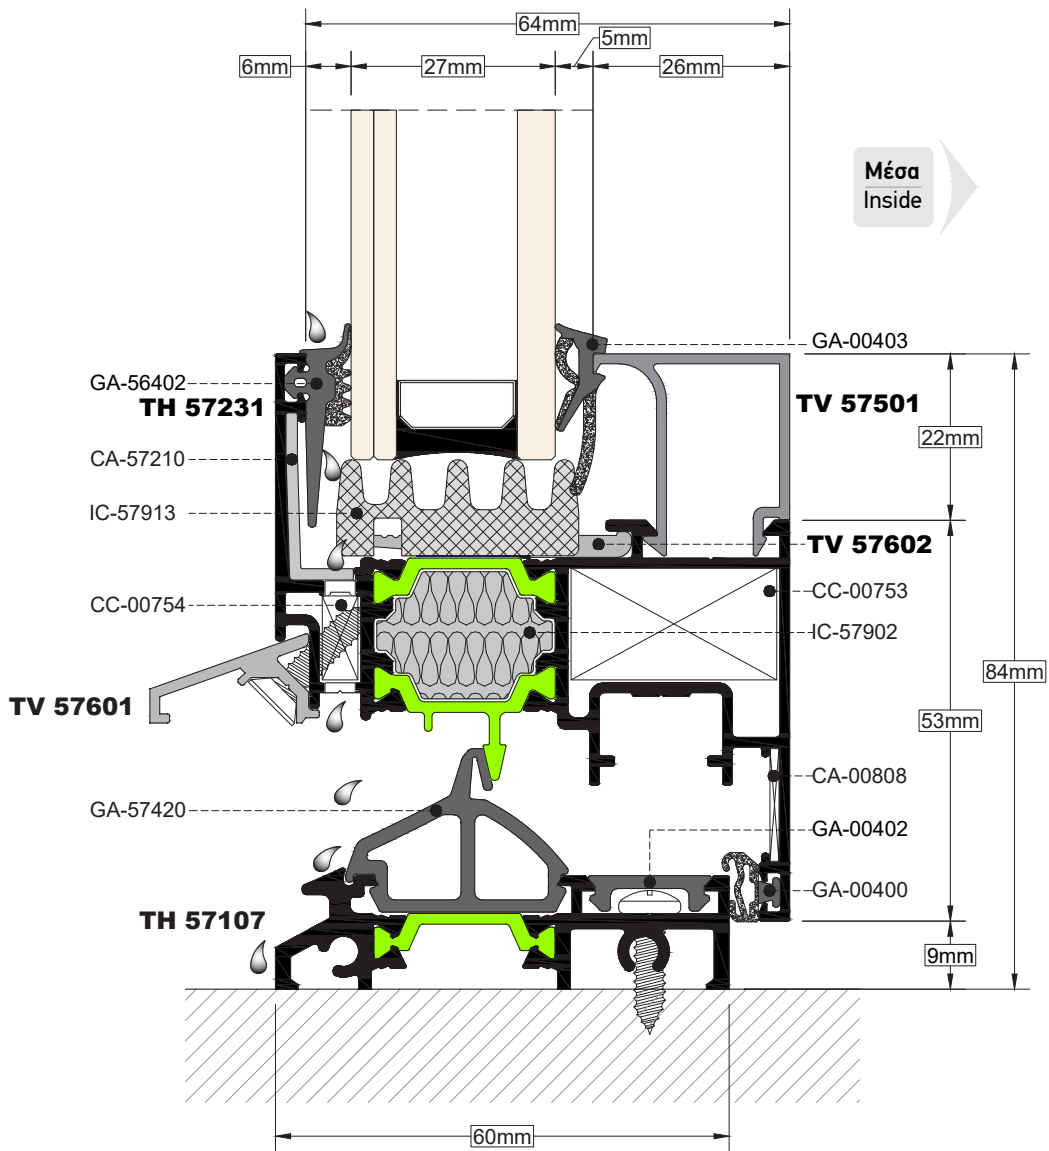 64mm
5mm
6mm
27mm
26mm
Μέσα
Inside
GA-00403
GA-56402
TH 57231
TV 57501
22mm
CA-57210
IC-57913
TV 57602
CC-00754
CC-00753
IC-57902
84mm
TV 57601
53mm
CA-00808
GA-57420
GA-00402
GA-00400
TH 57107
9mm
60mm